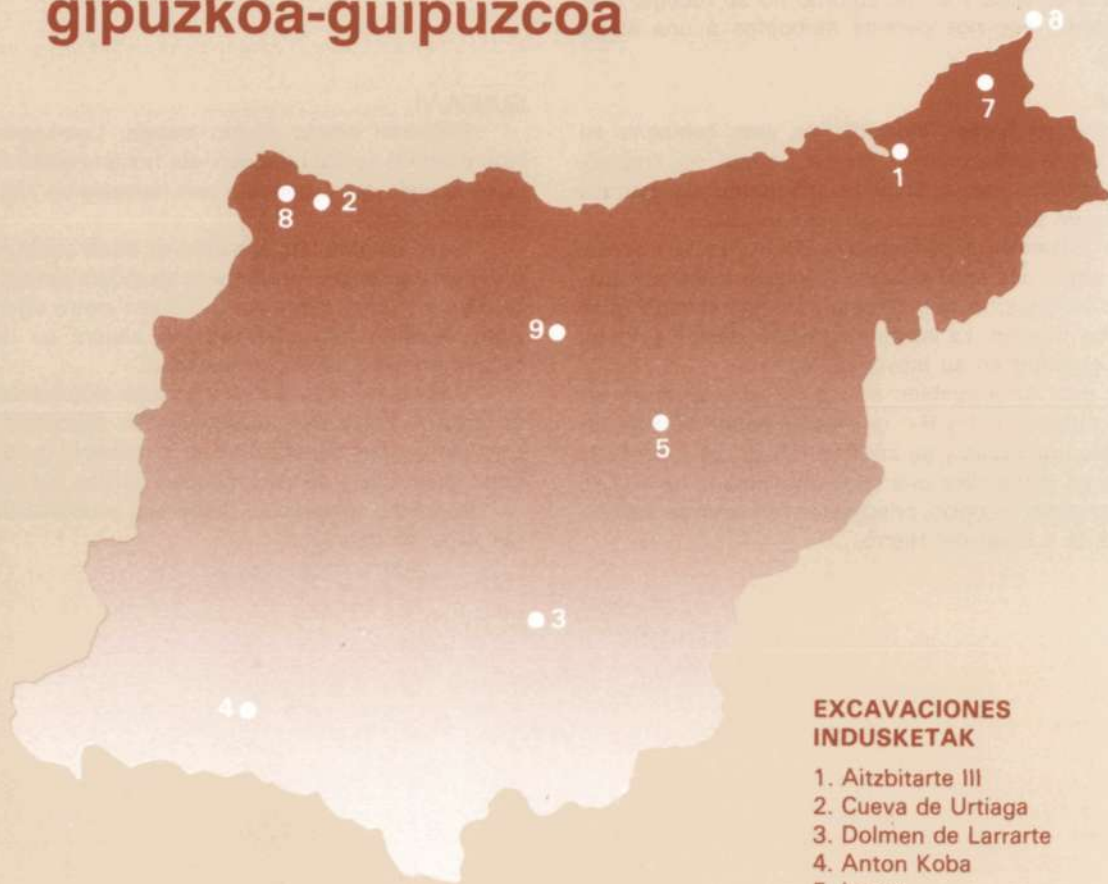 gipuzkoa-guipuzcoa
a
7
1
8
2
9
5
3
4
EXCAVACIONES
INDUSKETAK
1. Aitzbitarte III
2. Cueva de Urtiaga
3. Dolmen de Larrarte
4. Anton Koba